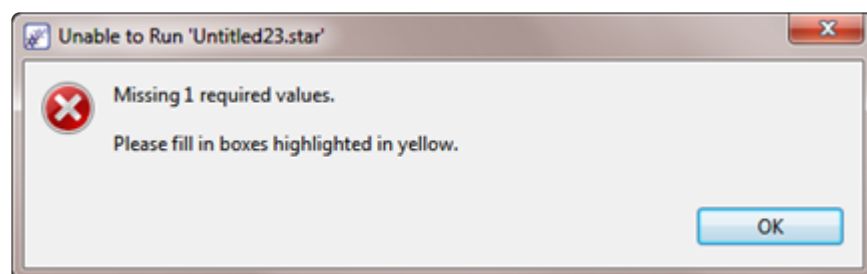 Unable to Run 'Untitled23.star'
Missing 1 required values.
Please fill in boxes highlighted in yellow.
OK